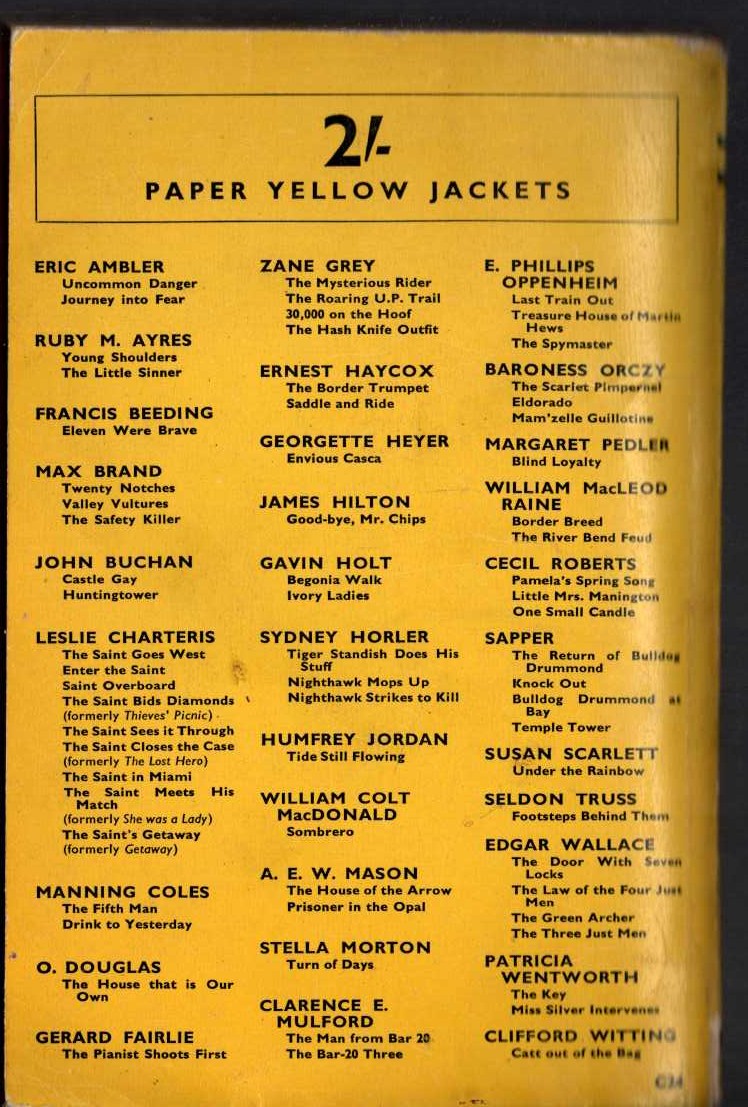 2/-
PAPER YELLOW JACKETS
ERIC AMBLER
Uncommon Danger
Journey into Fear
RUBY M. AYRES
Young Shoulders
The Little Sinner
FRANCIS BEEDING
Eleven Were Brave
MAX BRAND
Twenty Notches
Valley Vultures
The Safety Killer
JOHN BUCHAN
Castle Gay
Huntingtower
LESLIE CHARTERIS
The Saint Goes West
Enter the Saint
Saint Overboard
The Saint Bids Diamonds
(formerly Thieves' Picnic)
The Saint Sees it Through
The Saint Closes the Case
(formerly The Lost Hero)
The Saint in Miami
The Saint Meets His
Match
(formerly She was a Lady)
The Saint's Getaway
(formerly Getaway)
MANNING COLES
The Fifth Man
Drink to Yesterday
O. DOUGLAS
The House that is Our
Own
GERARD FAIRLIE
The Pianist Shoots First
ZANE GREY
The Mysterious Rider
The Roaring U.P. Trail
30,000 on the Hoof
The Hash Knife Outfit
ERNEST HAYCOX
The Border Trumpet
Saddle and Ride
GEORGETTE HEYER
Envious Casca
JAMES HILTON
Good-bye, Mr. Chips
GAVIN HOLT
Begonia Walk
Ivory Ladies
SYDNEY HORLER
Tiger Standish Does His
Stuff
Nighthawk Mops Up
Nighthawk Strikes to Kill
HUMFREY JORDAN
Tide Still Flowing
WILLIAM COLT
MacDONALD
Sombrero
A. E. W. MASON
The House of the Arrow
Prisoner in the Opal
STELLA MORTON
Turn of Days
CLARENCE E.
MULFORD
The Man from Bar 20
The Bar-20 Three
E. PHILLIPS
OPPENHEIM
Last Train Out
Treasure House of Martin
Hews
The Spymaster
BARONESS ORCZY
The Scarlet Pimpernel
Eldorado
Mam'zelle Guillotine
MARGARET PEDLER
Blind Loyalty
WILLIAM MacLEOD
RAINE
Border Breed
The River Bend Feud
CECIL ROBERTS
Pamela's Spring Song
Little Mrs. Manington
One Small Candle
SAPPER
The Return of Bulldog
Drummond
Knock Out
Bulldog Drummond at
Bay
Temple Tower
SUSAN SCARLETT
Under the Rainbow
SELDON TRUSS
Footsteps Behind Them
EDGAR WALLACE
The Door With Seven
Locks
The Law of the Four Just
Men
The Green Archer
The Three Just Men
PATRICIA
WENTWORTH
The Key
Miss Silver Intervenes
CLIFFORD WITTING
Catt out of the Bag